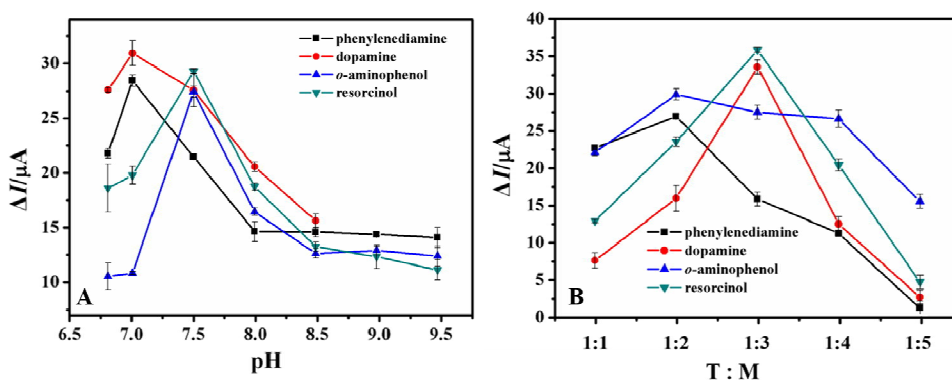 phenylenediamine
dopamine
o-aminophenol
resorcinol
30
25
20
15
10
ΔI/μA
A
6.5 7.0 7.5 8.0 8.5 9.0 9.5
pH
40
35
30
25
20
15
10
5
0
ΔI/μA
phenylenediamine
dopamine
o-aminophenol
resorcinol
B
1:1 1:2 1:3 1:4 1:5
T : M